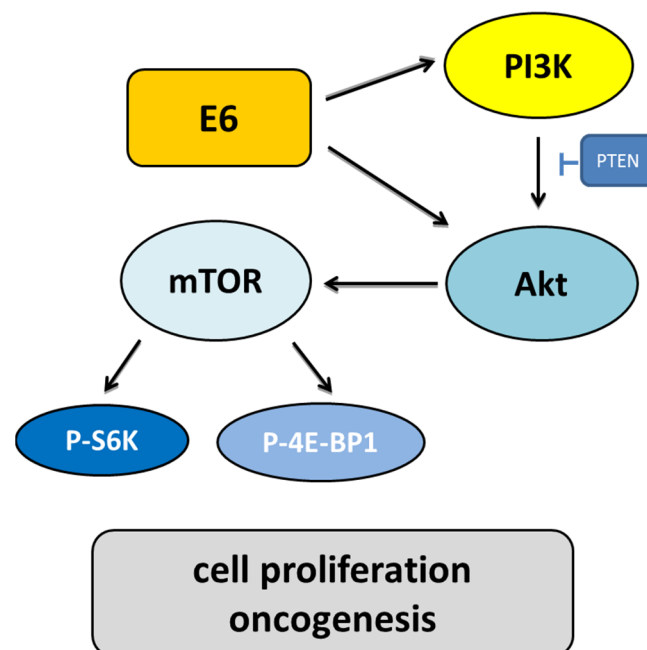 PI3K
E6
PTEN
mTOR
Akt
P-S6K
P-4E-BP1
cell proliferation
oncogenesis